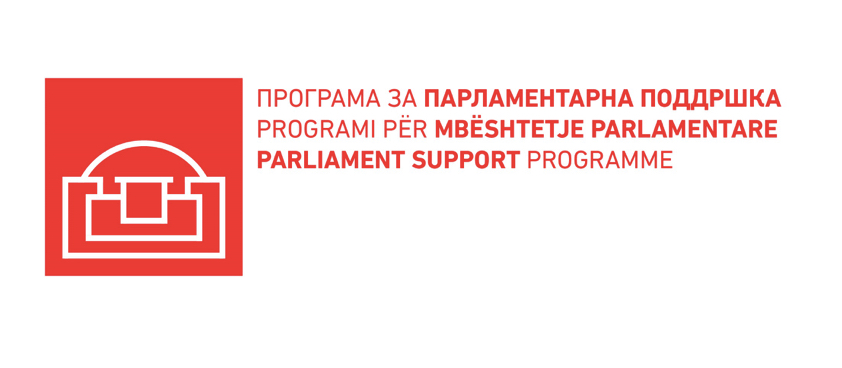 ПРОГРАМА ЗА ПАРЛАМЕНТАРНА ПОДДРШКА
PROGRAMI PËR MBËSHTETJE PARLAMENTARE
PARLIAMENT SUPPORT PROGRAMME